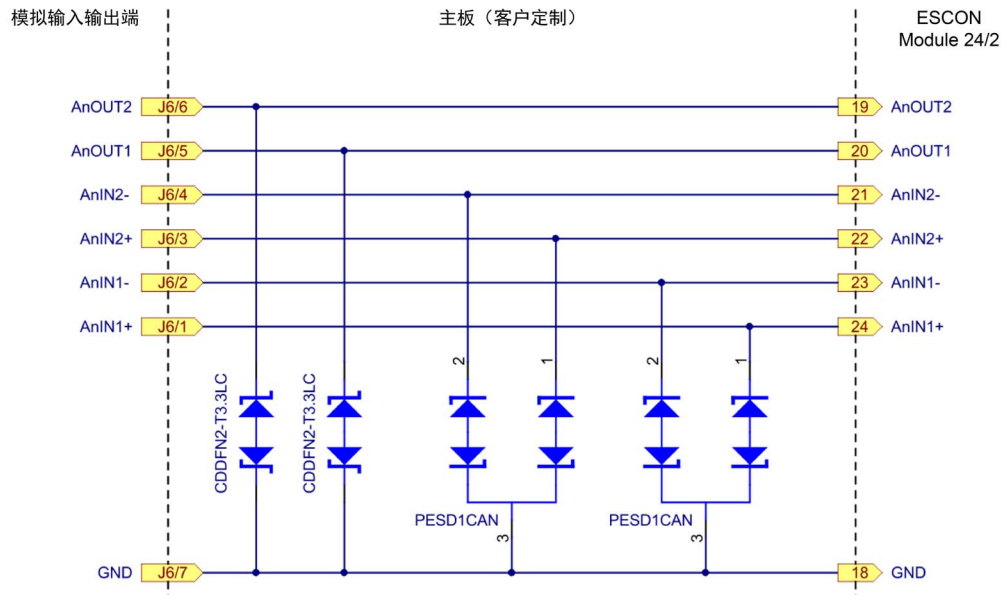 模拟输入输出端
主板（客户定制）
ESCON
Module 24/2
AnOUT2 J6/6 19 AnOUT2
AnOUT1 J6/5 20 AnOUT1
AnIN2- J6/4 21 AnIN2-
AnIN2+ J6/3 22 AnIN2+
AnIN1- J6/2 23 AnIN1-
AnIN1+ J6/1 24 AnIN1+
2 1 2 1
CDDFN2-T3.3LC
CDDFN2-T3.3LC
PESD1CAN
3
PESD1CAN
3
GND J6/7 18 GND